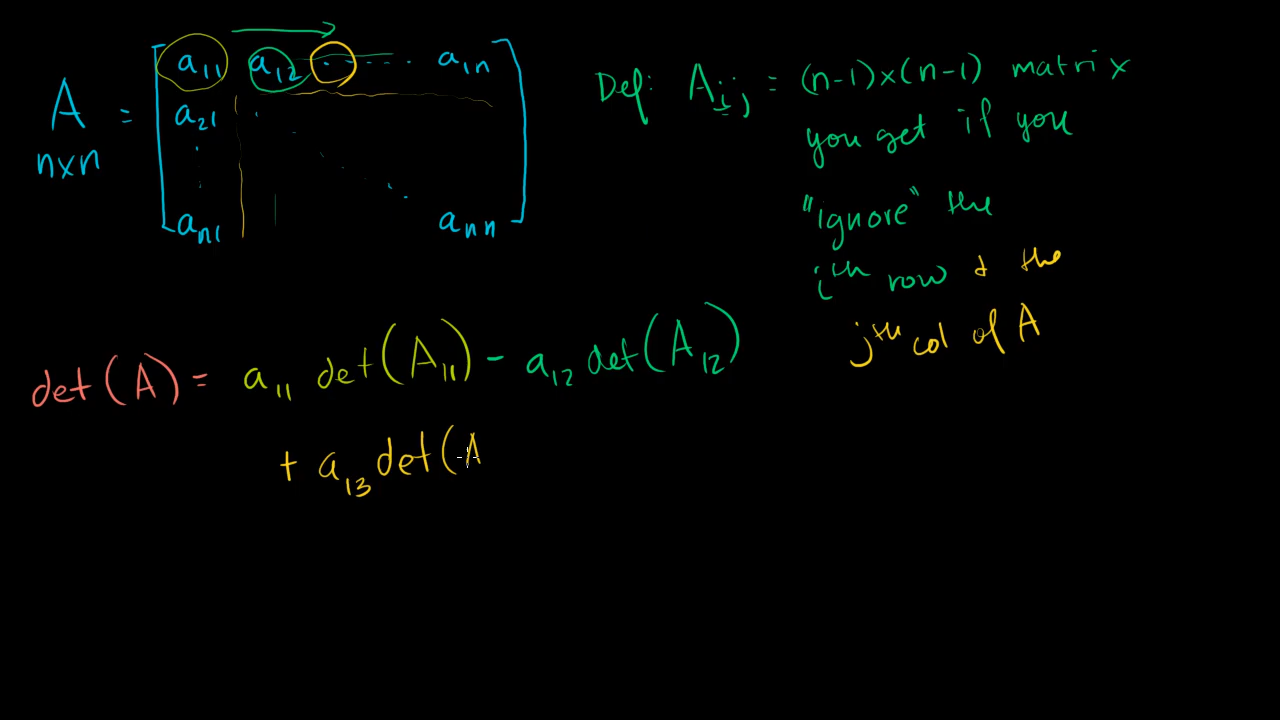 A n×n = [ a11 a12 ..... a1n
a21
an1 ann ]
Def: Aij = (n-1)×(n-1) matrix
you get if you
"ignore" the
ith row & the
jth col of A
det(A) = a11 det(A11) - a12 det(A12)
+ a13 det(A